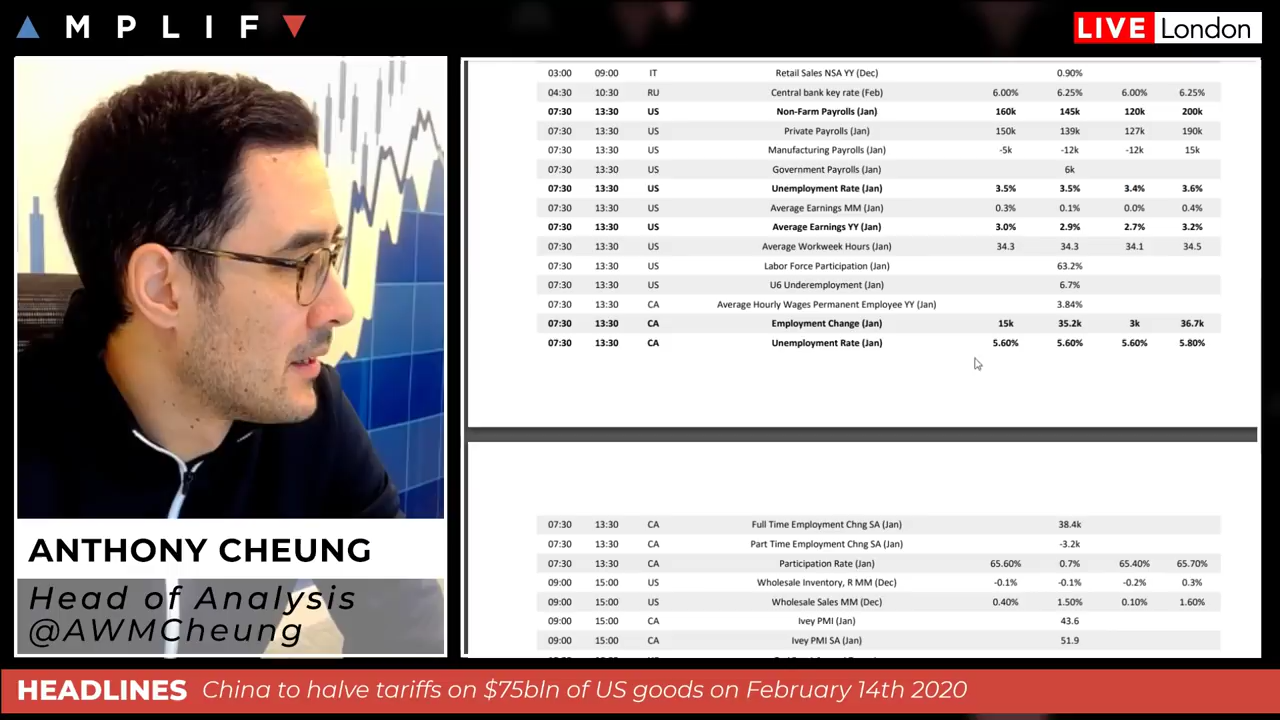 ▲ M P L I F ▼
LIVE London
03:00 09:00 IT Retail Sales NSA YY (Dec) 0.90%
04:30 10:30 RU Central bank key rate (Feb) 6.00% 6.25% 6.00% 6.25%
07:30 13:30 US Non-Farm Payrolls (Jan) 160k 145k 120k 200k
07:30 13:30 US Private Payrolls (Jan) 150k 139k 127k 190k
07:30 13:30 US Manufacturing Payrolls (Jan) -5k -12k -12k 15k
07:30 13:30 US Government Payrolls (Jan) 6k
07:30 13:30 US Unemployment Rate (Jan) 3.5% 3.5% 3.4% 3.6%
07:30 13:30 US Average Earnings MM (Jan) 0.3% 0.1% 0.0% 0.4%
07:30 13:30 US Average Earnings YY (Jan) 3.0% 2.9% 2.7% 3.2%
07:30 13:30 US Average Workweek Hours (Jan) 34.3 34.3 34.1 34.5
07:30 13:30 US Labor Force Participation (Jan) 63.2%
07:30 13:30 US U6 Underemployment (Jan) 6.7%
07:30 13:30 CA Average Hourly Wages Permanent Employee YY (Jan) 3.84%
07:30 13:30 CA Employment Change (Jan) 15k 35.2k 3k 36.7k
07:30 13:30 CA Unemployment Rate (Jan) 5.60% 5.60% 5.60% 5.80%
07:30 13:30 CA Full Time Employment Chng SA (Jan) 38.4k
07:30 13:30 CA Part Time Employment Chng SA (Jan) -3.2k
07:30 13:30 CA Participation Rate (Jan) 65.60% 0.7% 65.40% 65.70%
09:00 15:00 US Wholesale Inventory, R MM (Dec) -0.1% -0.1% -0.2% 0.3%
09:00 15:00 US Wholesale Sales MM (Dec) 0.40% 1.50% 0.10% 1.60%
09:00 15:00 CA Ivey PMI (Jan) 43.6
09:00 15:00 CA Ivey PMI SA (Jan) 51.9
ANTHONY CHEUNG
Head of Analysis
@AWMCheung
HEADLINES China to halve tariffs on $75bln of US goods on February 14th 2020